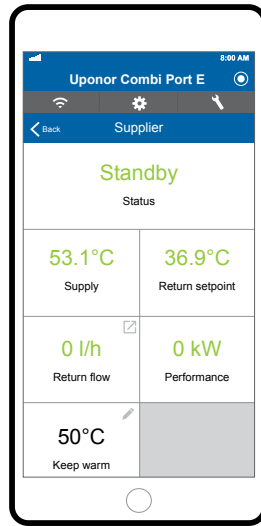 8:00 AM
Uponor Combi Port E
Back
Supplier
Standby
Status
53.1°C
36.9°C
Supply
Return setpoint
0 l/h
0 kW
Return flow
Performance
50°C
Keep warm